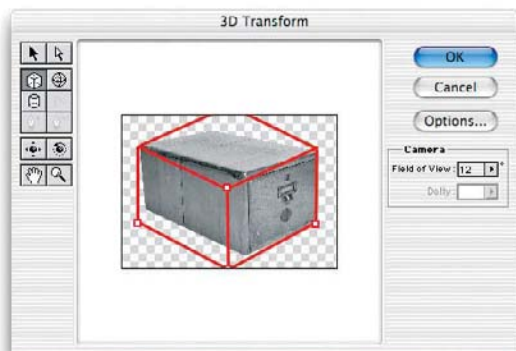 3D Transform
OK
Cancel
Options...
Camera
Field of View: 12 °
Dolly: